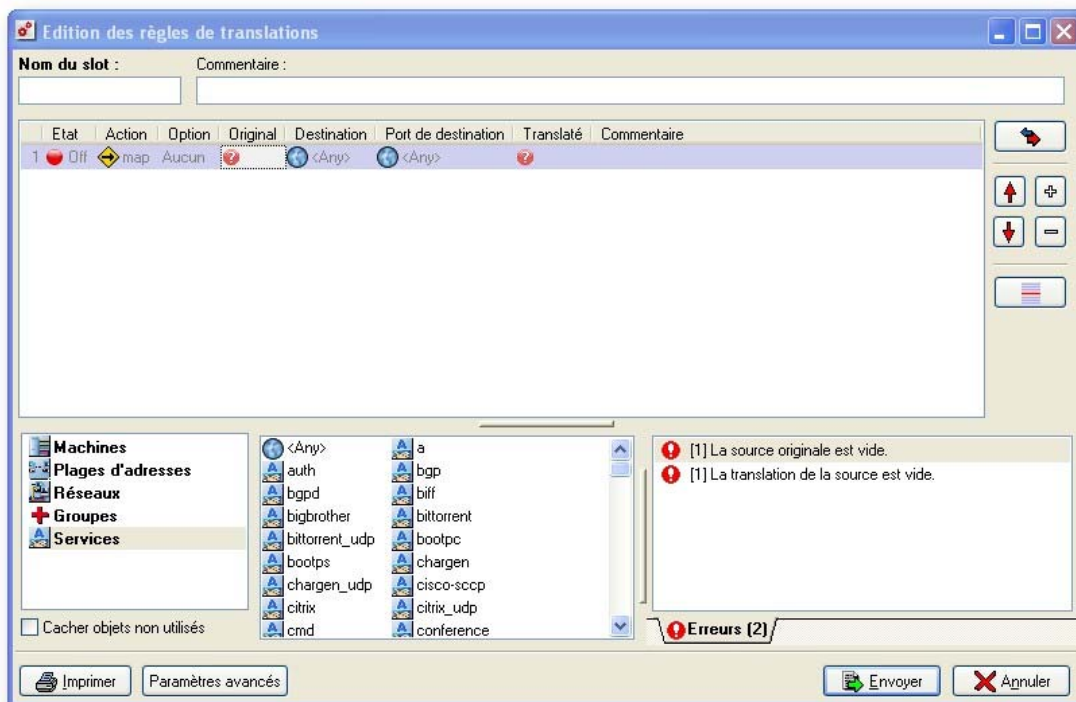 Edition des règles de translations
Nom du slot : Commentaire :
Etat Action Option Original Destination Port de destination Translaté Commentaire
1 Off map Aucun <Any> <Any>
Machines
Plages d'adresses
Réseaux
Groupes
Services
Cacher objets non utilisés
<Any> a
auth bgp
bgpd biff
bigbrother bittorrent
bittorrent_udp bootpc
bootps chargen
chargen_udp cisco-sccp
citrix citrix_udp
cmd conference
[1] La source originale est vide.
[1] La translation de la source est vide.
Erreurs (2)
Imprimer Paramètres avancés Envoyer Annuler